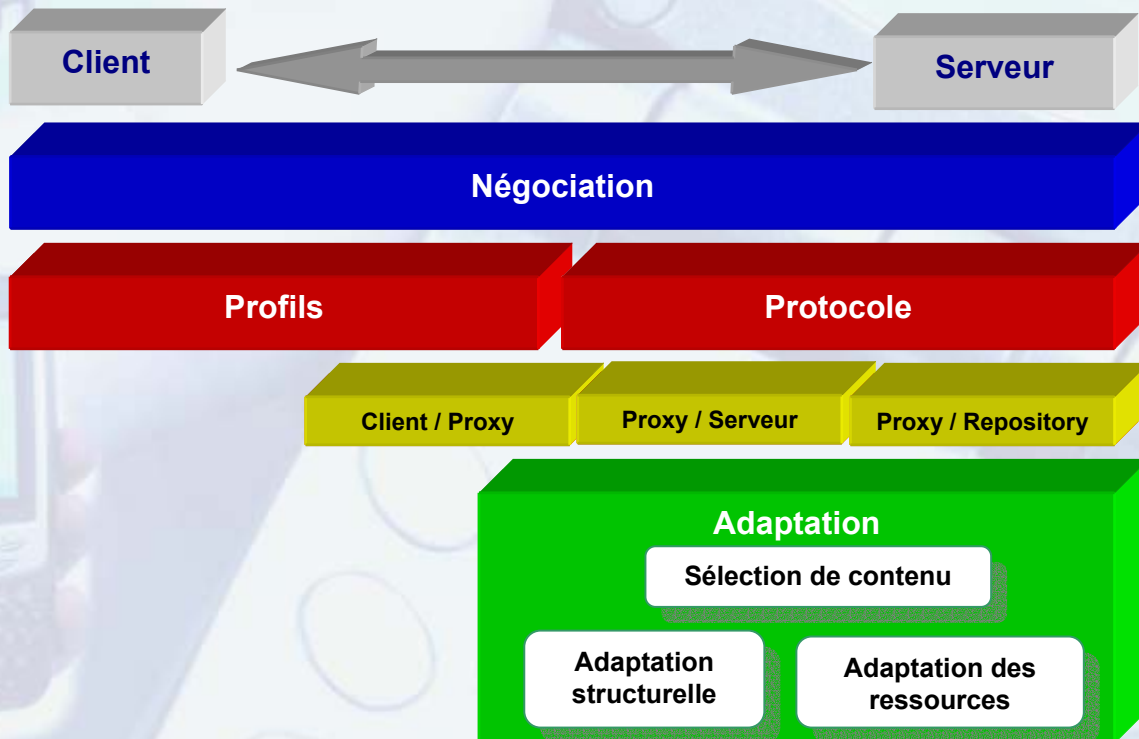 Client
Serveur
Négociation
Profils
Protocole
Client / Proxy
Proxy / Serveur
Proxy / Repository
Adaptation
Sélection de contenu
Adaptation
structurelle
Adaptation des
ressources